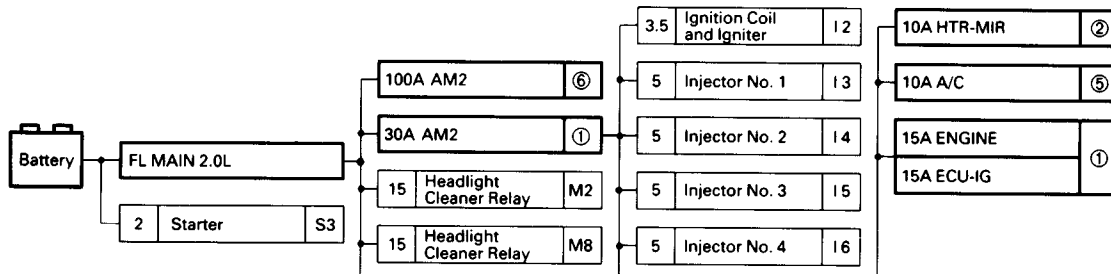 Battery
FL MAIN 2.0L
2 Starter S3
100A AM2 ⑥
30A AM2 ①
15 Headlight Cleaner Relay M2
15 Headlight Cleaner Relay M8
3.5 Ignition Coil and Igniter I2
5 Injector No. 1 I3
5 Injector No. 2 I4
5 Injector No. 3 I5
5 Injector No. 4 I6
10A HTR-MIR ②
10A A/C ⑤
15A ENGINE ①
15A ECU-IG